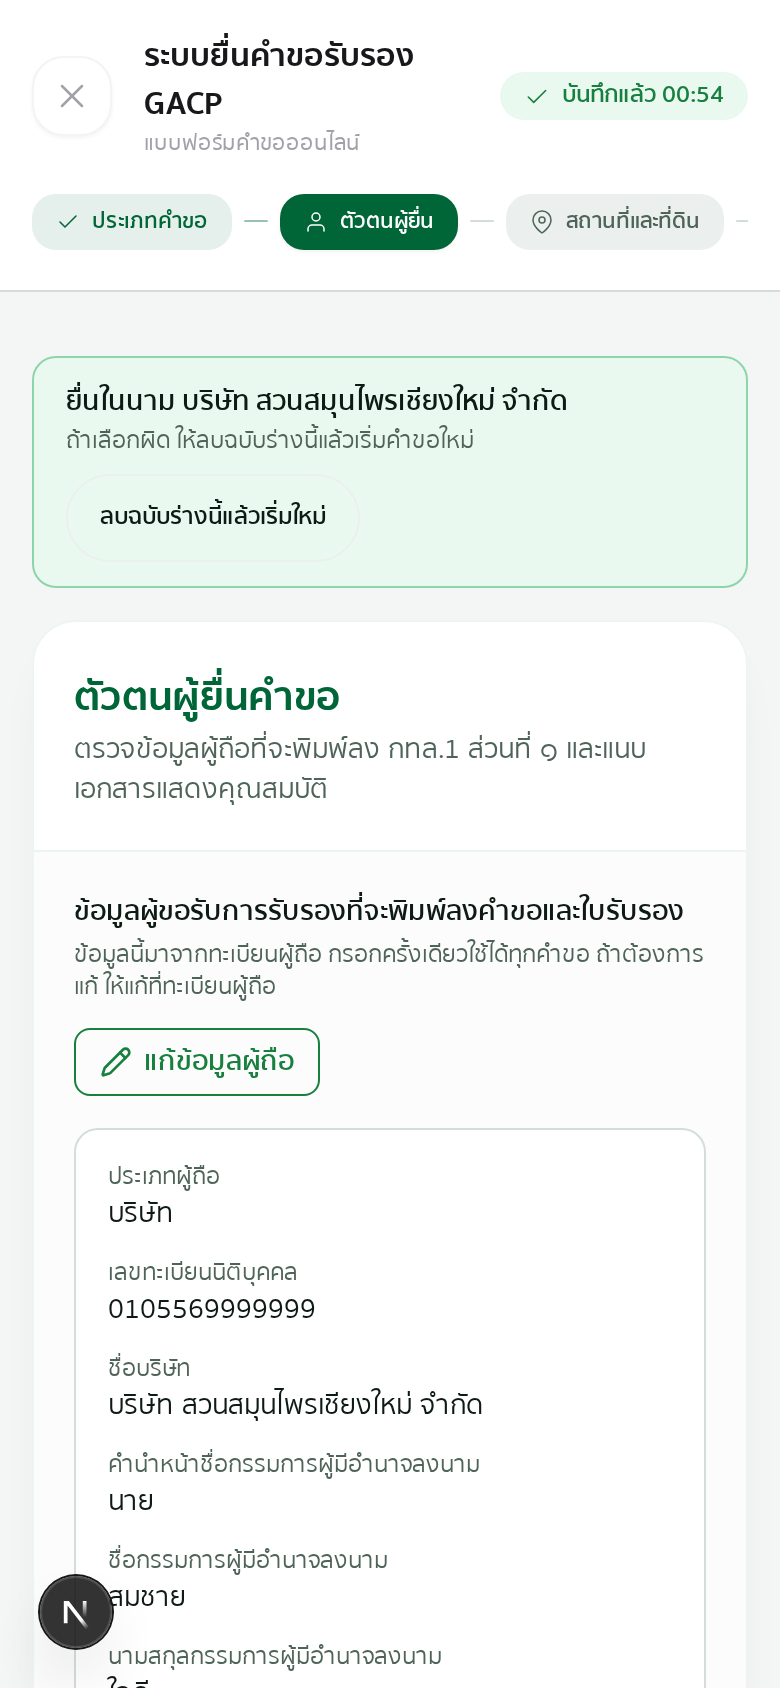 ระบบยื่นคำขอรับรอง
GACP
แบบฟอร์มคำขอออนไลน์
บันทึกแล้ว 00:54
ประเภทคำขอ
ตัวตนผู้ยื่น
สถานที่และที่ดิน
ยื่นในนาม บริษัท สวนสมุนไพรเชียงใหม่ จำกัด
ถ้าเลือกผิด ให้ลบฉบับร่างนี้แล้วเริ่มคำขอใหม่
ลบฉบับร่างนี้แล้วเริ่มใหม่
ตัวตนผู้ยื่นคำขอ
ตรวจข้อมูลผู้ถือที่จะพิมพ์ลง กทล.1 ส่วนที่ ๑ และแนบ
เอกสารแสดงคุณสมบัติ
ข้อมูลผู้ขอรับการรับรองที่จะพิมพ์ลงคำขอและใบรับรอง
ข้อมูลนี้มาจากทะเบียนผู้ถือ กรอกครั้งเดียวใช้ได้ทุกคำขอ ถ้าต้องการ
แก้ ให้แก้ที่ทะเบียนผู้ถือ
แก้ข้อมูลผู้ถือ
ประเภทผู้ถือ
บริษัท
เลขทะเบียนนิติบุคคล
0105569999999
ชื่อบริษัท
บริษัท สวนสมุนไพรเชียงใหม่ จำกัด
คำนำหน้าชื่อกรรมการผู้มีอำนาจลงนาม
นาย
ชื่อกรรมการผู้มีอำนาจลงนาม
สมชาย
นามสกุลกรรมการผู้มีอำนาจลงนาม